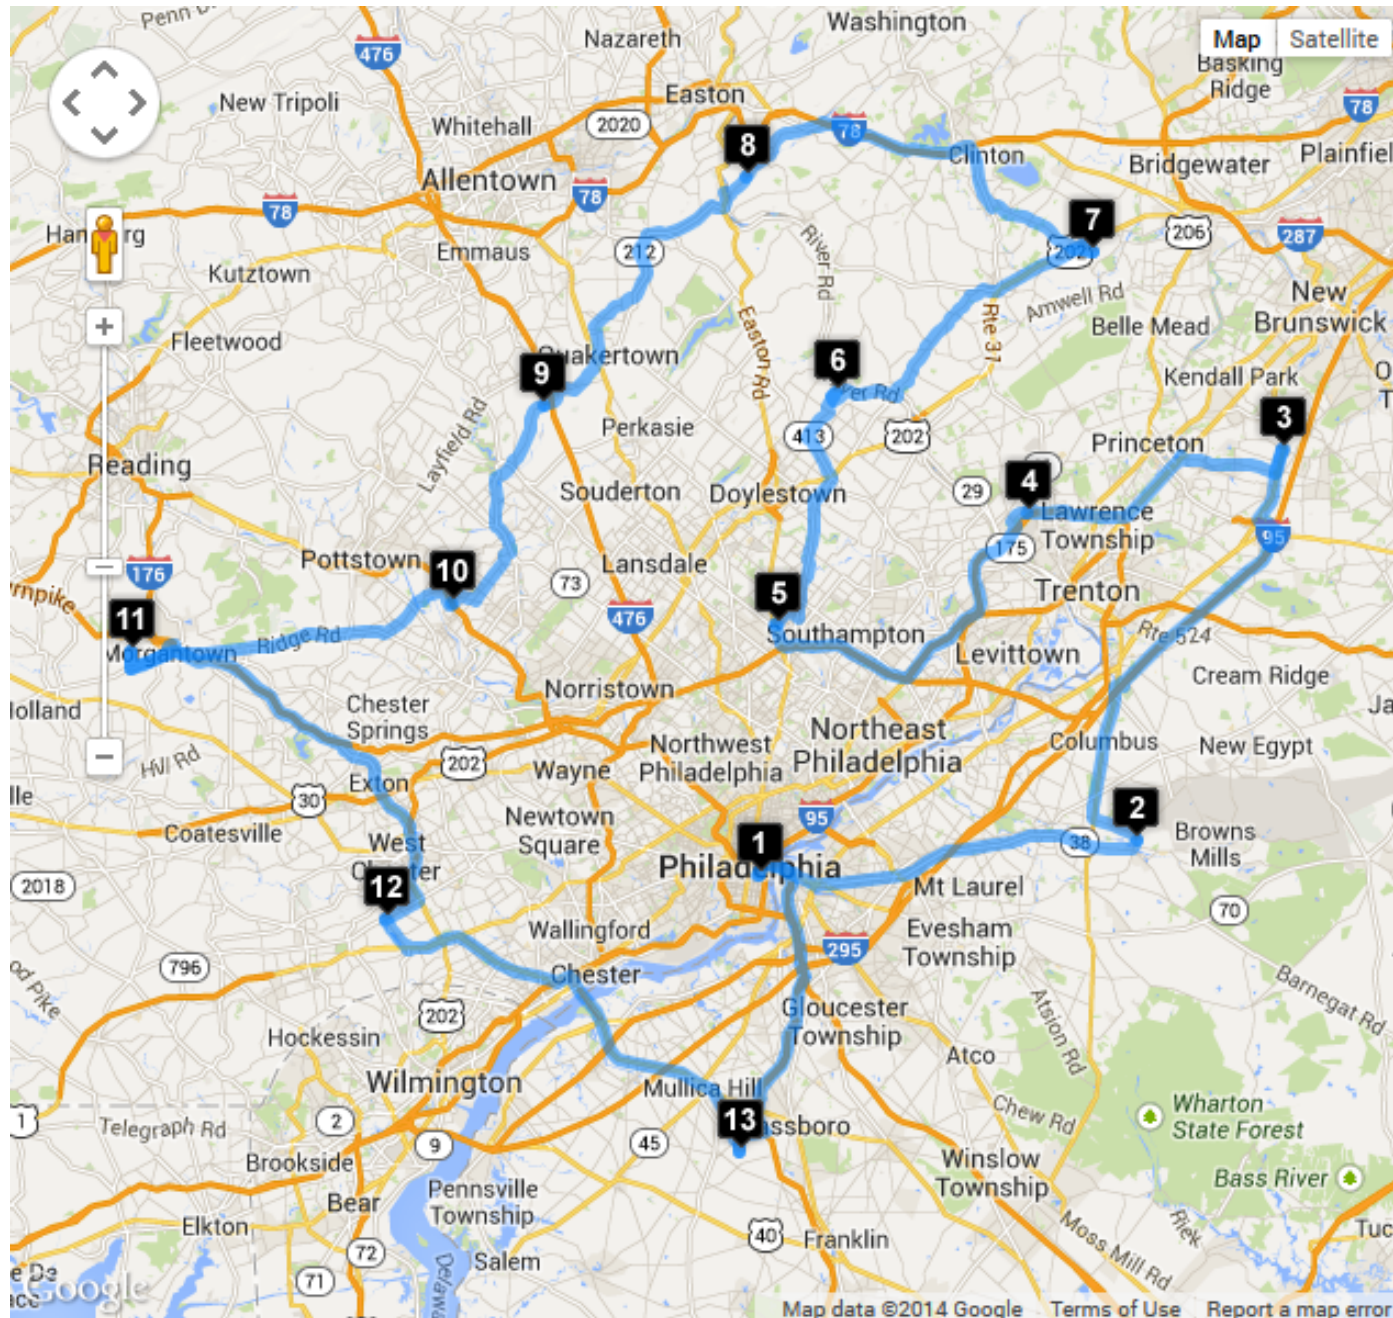 Penn D
Nazareth
Washington
Map
Satellite
476
Basking
Ridge
New Tripoli
Easton
78
Whitehall
2020
8
78
Clinton
Bridgewater
Plainfiel
Allentown
78
78
7
206
287
Emmaus
212
202
Kutztown
River Rd
Amwell Rd
New
Brunswick
Belle Mead
Rte 31
Easton Rd
Fleetwood
Quakertown
9
6
Kendall Park
3
Layfield Rd
Perkasie
413
202
Princeton
Reading
Souderton
Doylestown
29
4
Lawrence
Township
175
95
Pottstown
10
Lansdale
73
176
5
Trenton
476
11
Ridge Rd
Southampton
Rte 524
Morgantown
Levittown
Cream Ridge
Norristown
Chester
Springs
Northeast
Philadelphia
Northwest
Philadelphia
Columbus
New Egypt
202
Wayne
Exton
30
Newtown
Square
95
2
Coatesville
West
Chester
1
38
Browns
Mills
Philadelphia
2018
12
Mt Laurel
70
Wallingford
295
Evesham
Township
796
Chester
Barnegat Rd
202
Gloucester
Township
Atsion Rd
Hockessin
Atco
Wilmington
Mullica Hill
Chew Rd
Wharton
State Forest
1
Telegraph Rd
2
9
45
13
assboro
Brookside
Winslow
Township
Bass River
Bear
Pennsville
Township
Elkton
72
40
Franklin
Moss Mill Rd
Salem
71
Google
Map data ©2014 Google
Terms of Use
Report a map error